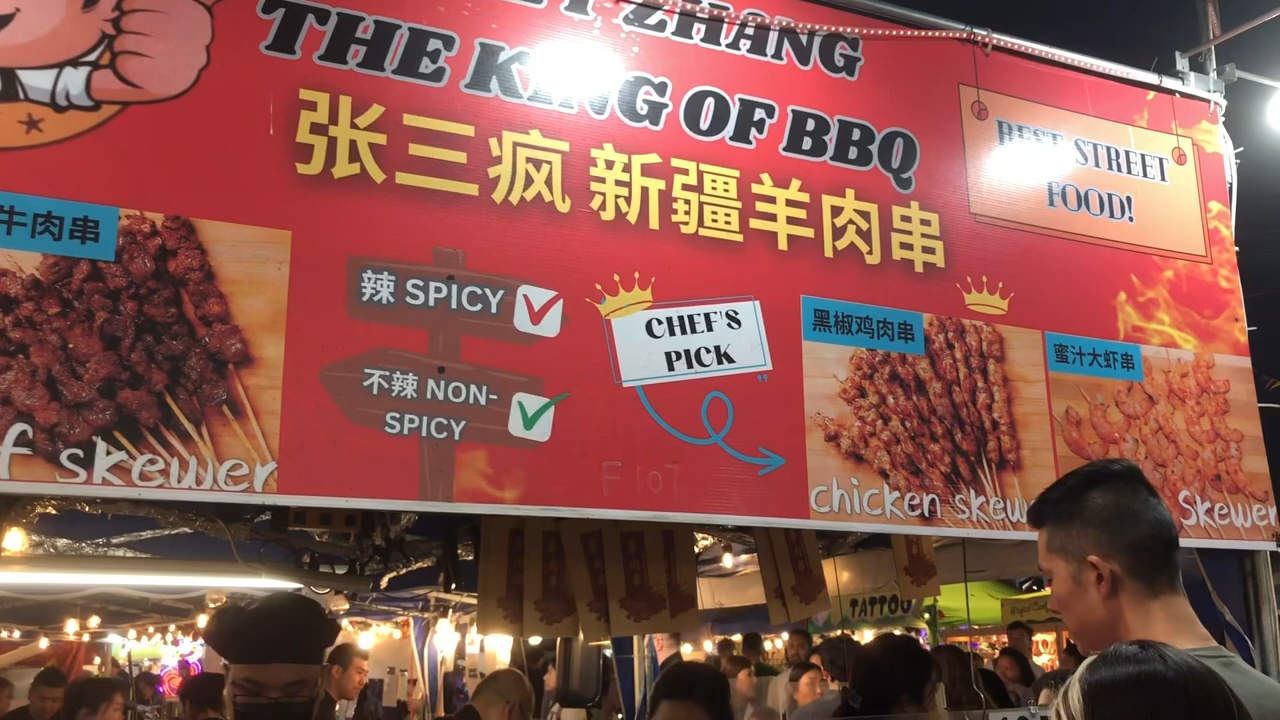 ZHANG
THE KING OF BBQ
张三疯 新疆羊肉串
BEST STREET
FOOD!
牛肉串
辣 SPICY
不辣 NON-
SPICY
CHEF'S
PICK
黑椒鸡肉串
蜜汁大虾串
f skewer
chicken skew
Skewer
F107
TATTOO